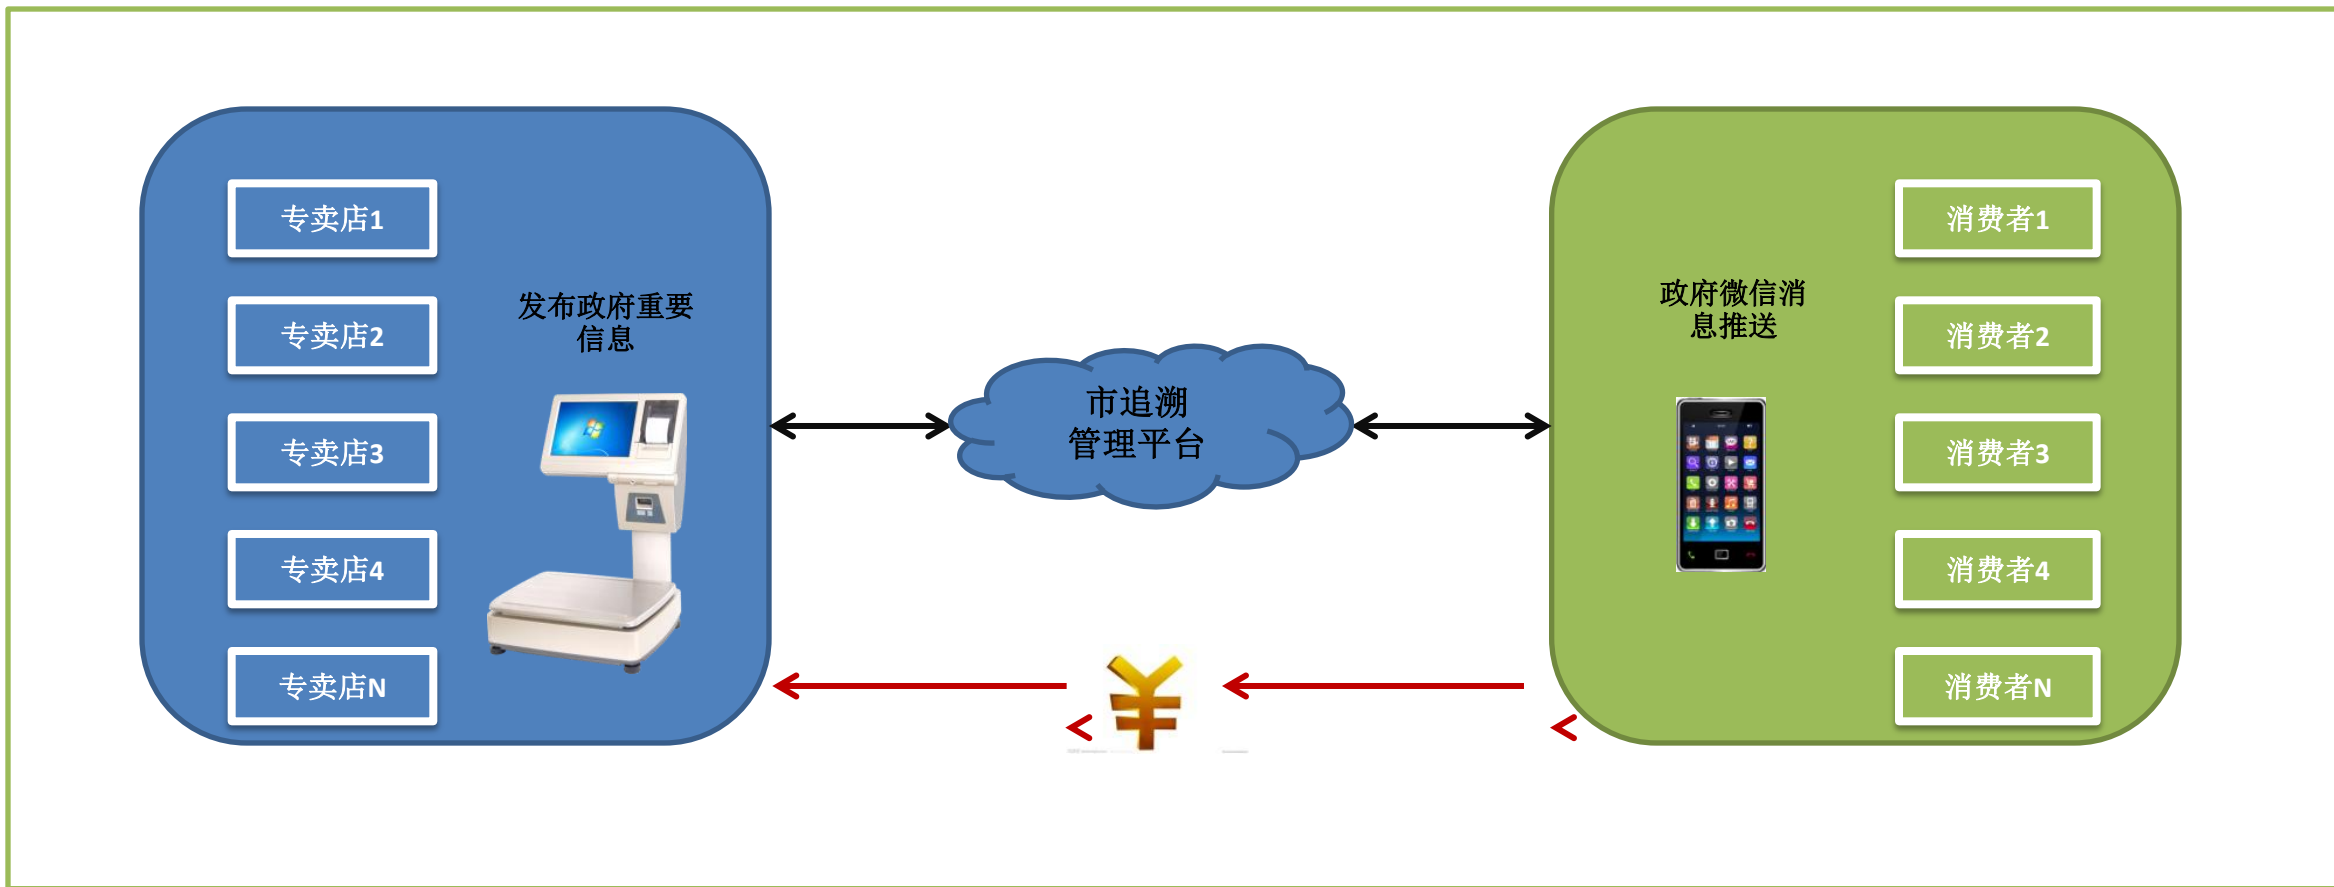 专卖店1
专卖店2
专卖店3
专卖店4
专卖店N
发布政府重要
信息
市追溯
管理平台
政府微信消
息推送
消费者1
消费者2
消费者3
消费者4
消费者N